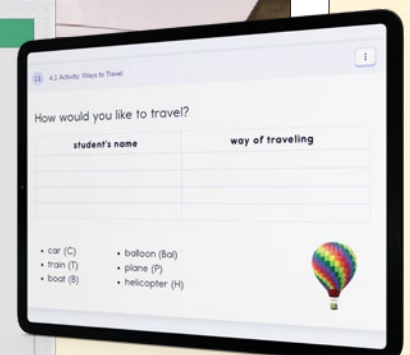 11 4.1 Activity: Ways to Travel
How would you like to travel?
student's name way of traveling
• car (C)
• train (T)
• boat (B)
• balloon (Bal)
• plane (P)
• helicopter (H)